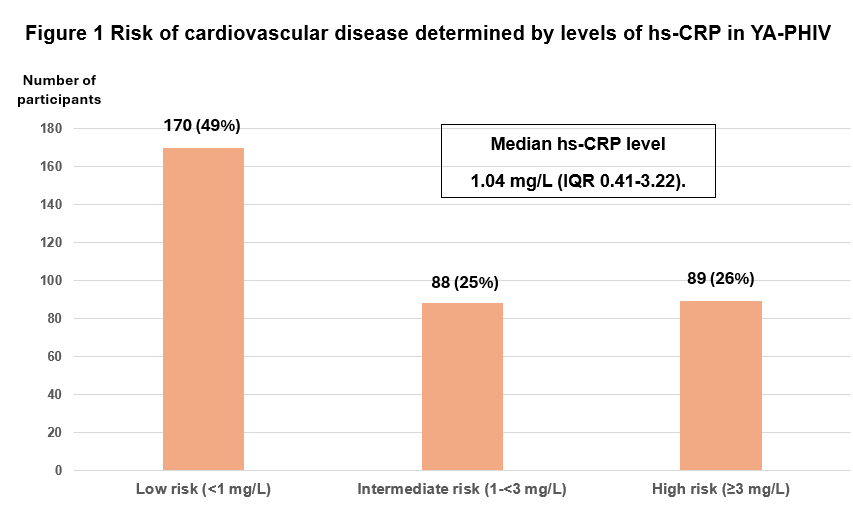 Figure 1 Risk of cardiovascular disease determined by levels of hs-CRP in YA-PHIV
Number of
participants
180
160
140
120
100
80
60
40
20
0
170 (49%)
88 (25%)
89 (26%)
Median hs-CRP level
1.04 mg/L (IQR 0.41-3.22).
Low risk (<1 mg/L)
Intermediate risk (1-<3 mg/L)
High risk (≥3 mg/L)